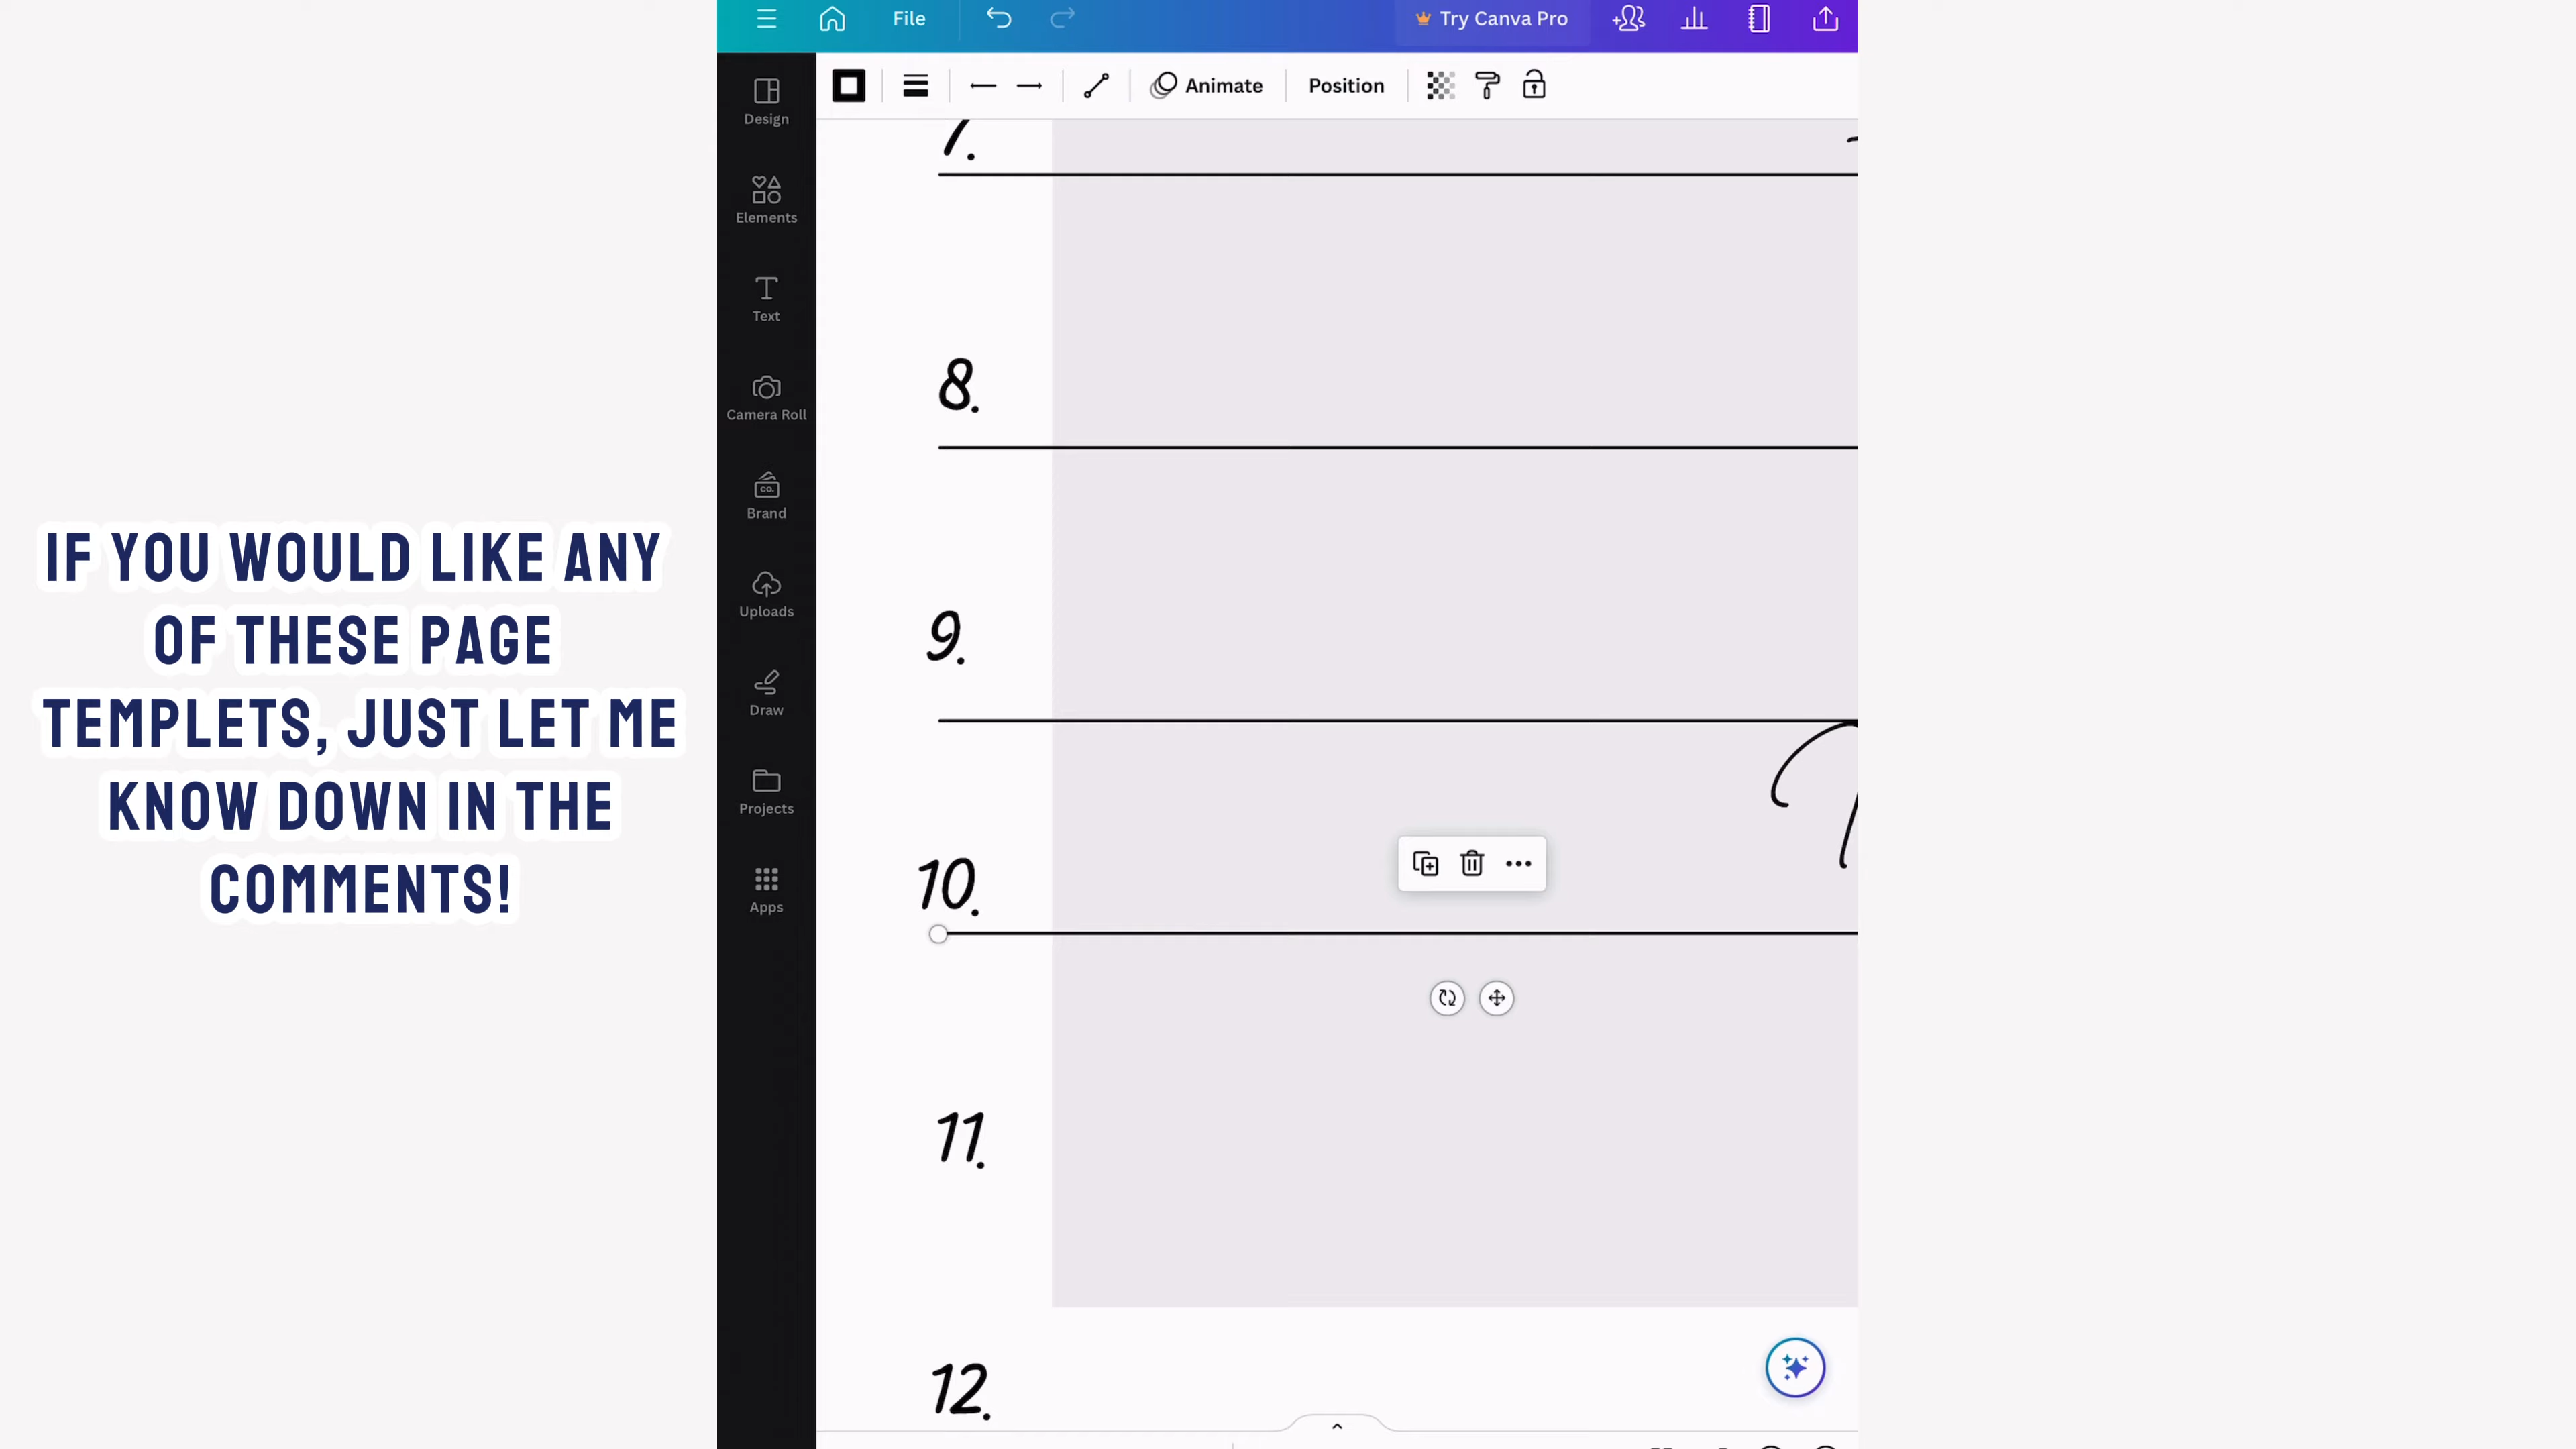 IF YOU WOULD LIKE ANY
OF THESE PAGE
TEMPLETS, JUST LET ME
KNOW DOWN IN THE
COMMENTS!
File
Try Canva Pro
Animate
Position
Design
Elements
Text
Camera Roll
CO.
Brand
Uploads
Draw
Projects
Apps
7.
8.
9.
10.
11.
12.